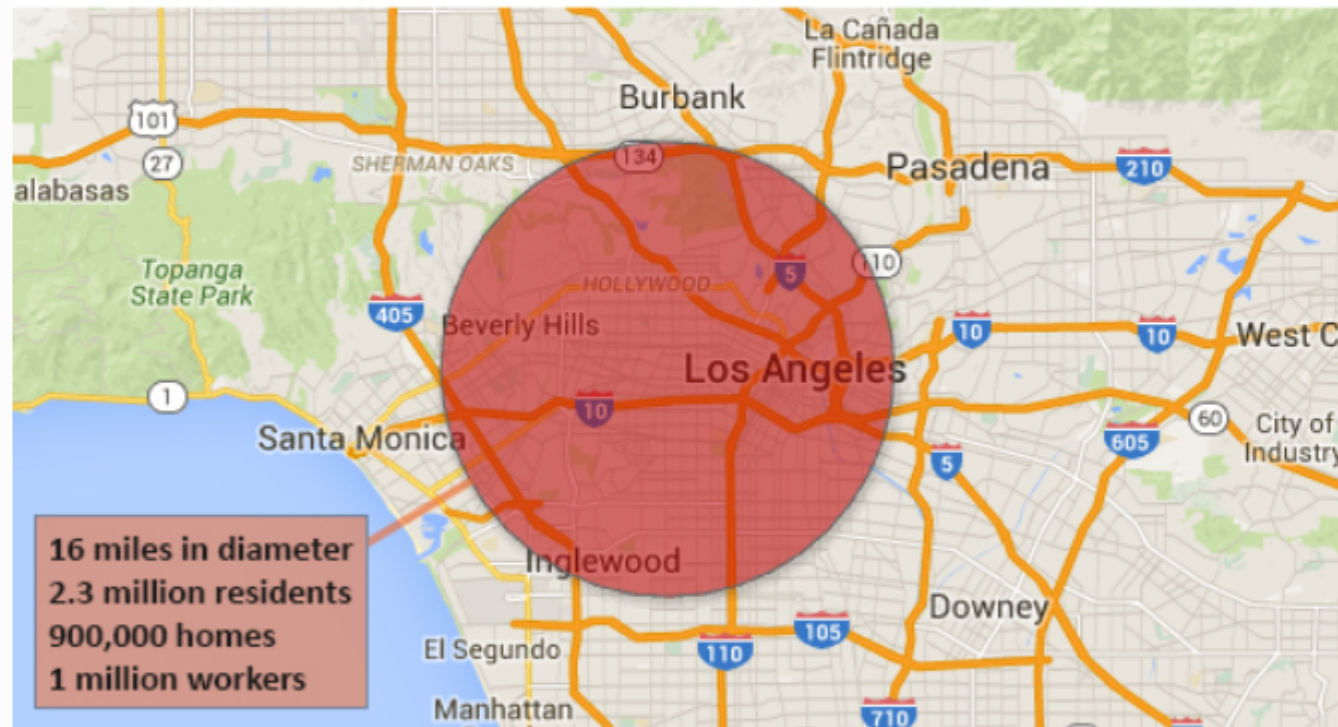 La Cañada
Flintridge
Burbank
101
134
27
SHERMAN OAKS
Pasadena
210
alabasas
Topanga
State Park
5
110
HOLLYWOOD
405
Beverly Hills
10
10
West C
Los Angeles
1
10
60
Santa Monica
605
City of
Industry
5
16 miles in diameter
2.3 million residents
900,000 homes
1 million workers
Inglewood
Downey
105
El Segundo
110
Manhattan
710